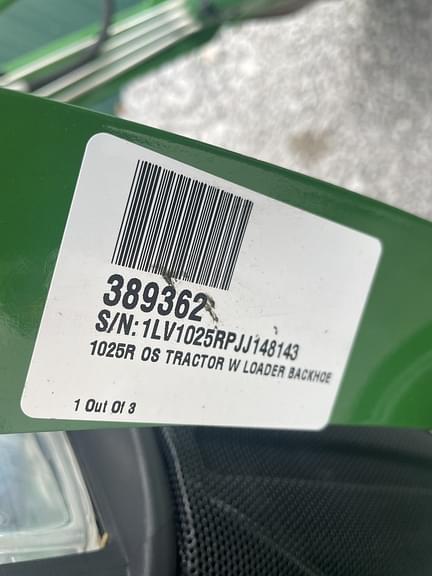 389362
S/N:1LV1025RPJJ148143
1025R OS TRACTOR W LOADER BACKHOE
1 Out Of 3